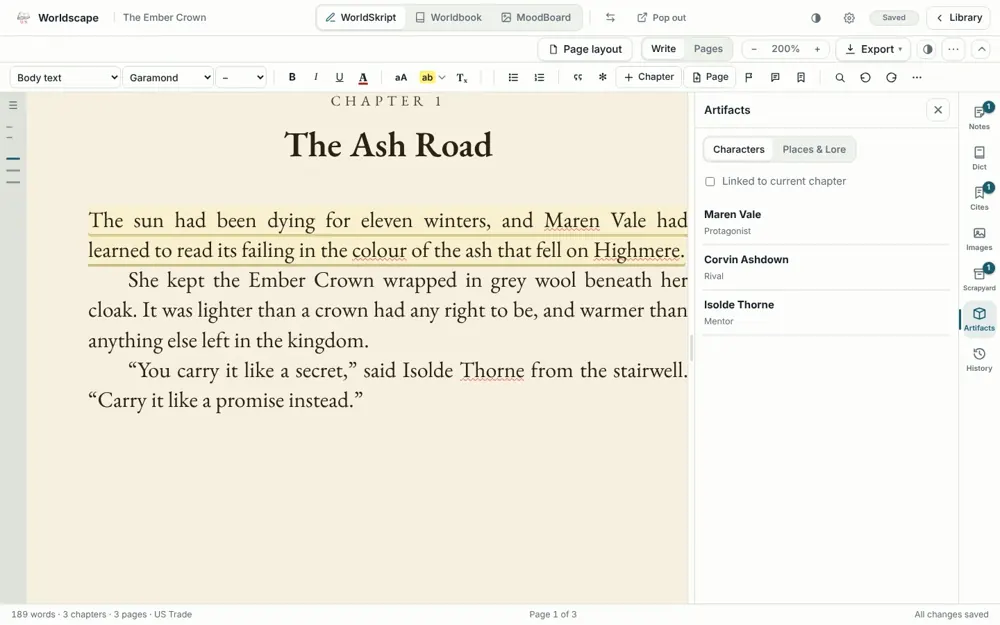 Worldscape The Ember Crown WorldSkript Worldbook MoodBoard Pop out Saved Library
Page layout Write Pages − 200% + Export
Body text Garamond – B I U A aA ab Tx + Chapter Page
CHAPTER 1
The Ash Road
The sun had been dying for eleven winters, and Maren Vale had
learned to read its failing in the colour of the ash that fell on Highmere.
She kept the Ember Crown wrapped in grey wool beneath her
cloak. It was lighter than a crown had any right to be, and warmer than
anything else left in the kingdom.
“You carry it like a secret,” said Isolde Thorne from the stairwell.
“Carry it like a promise instead.”
Artifacts
Characters Places & Lore
Linked to current chapter
Maren Vale
Protagonist
Corvin Ashdown
Rival
Isolde Thorne
Mentor
1
Notes
Dict
1
Cites
Images
1
Scrapyard
Artifacts
History
189 words · 3 chapters · 3 pages · US Trade Page 1 of 3 All changes saved